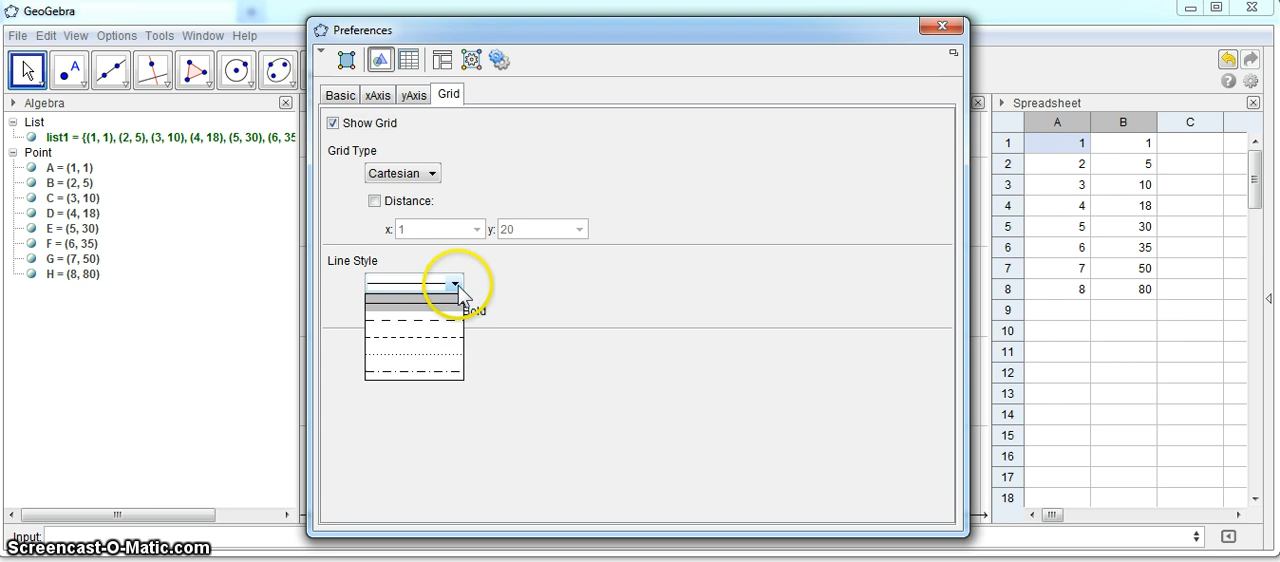 GeoGebra
File Edit View Options Tools Window Help
Algebra
List
list1 = {(1, 1), (2, 5), (3, 10), (4, 18), (5, 30), (6, 35
Point
A = (1, 1)
B = (2, 5)
C = (3, 10)
D = (4, 18)
E = (5, 30)
F = (6, 35)
G = (7, 50)
H = (8, 80)
Preferences
Basic xAxis yAxis Grid
Show Grid
Grid Type
Cartesian
Distance:
x: 1 y: 20
Line Style
Bold
Spreadsheet
A B C
1 1 1
2 2 5
3 3 10
4 4 18
5 5 30
6 6 35
7 7 50
8 8 80
9
10
11
12
13
14
15
16
17
18
Input:
Screencast-O-Matic.com